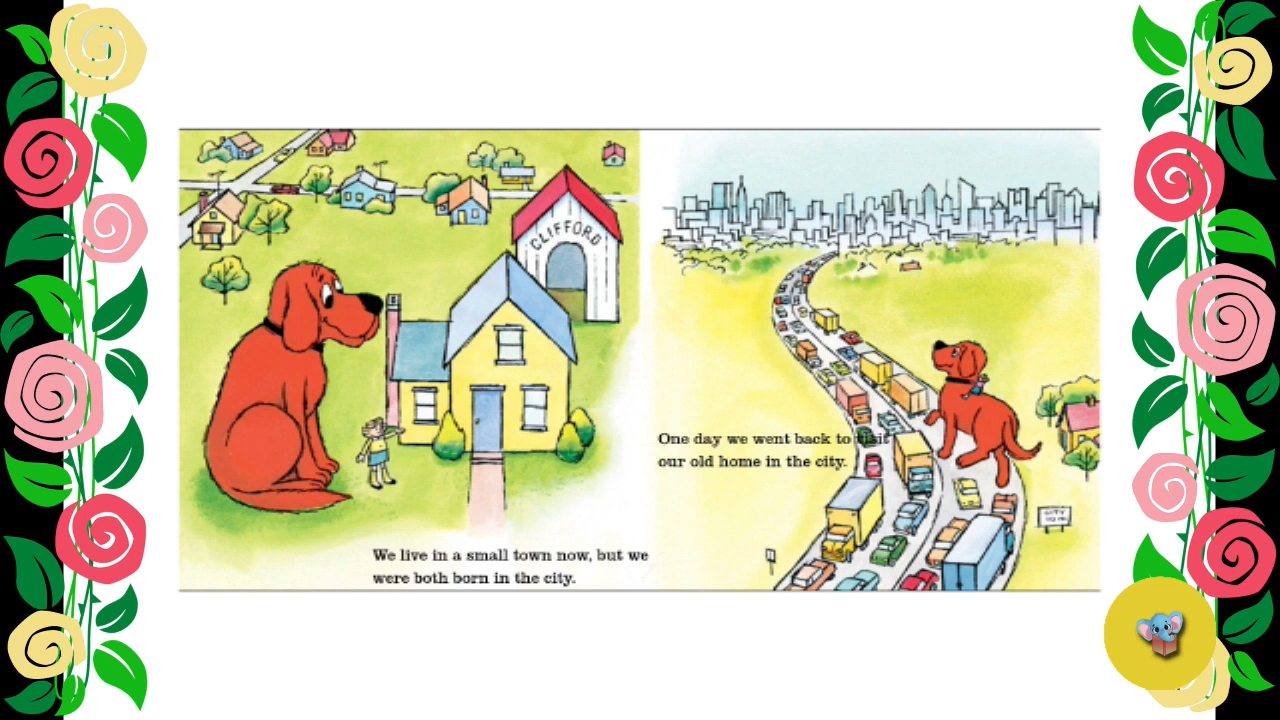 CLIFFORD
We live in a small town now, but we
were both born in the city.
One day we went back to visit
our old home in the city.
CITY